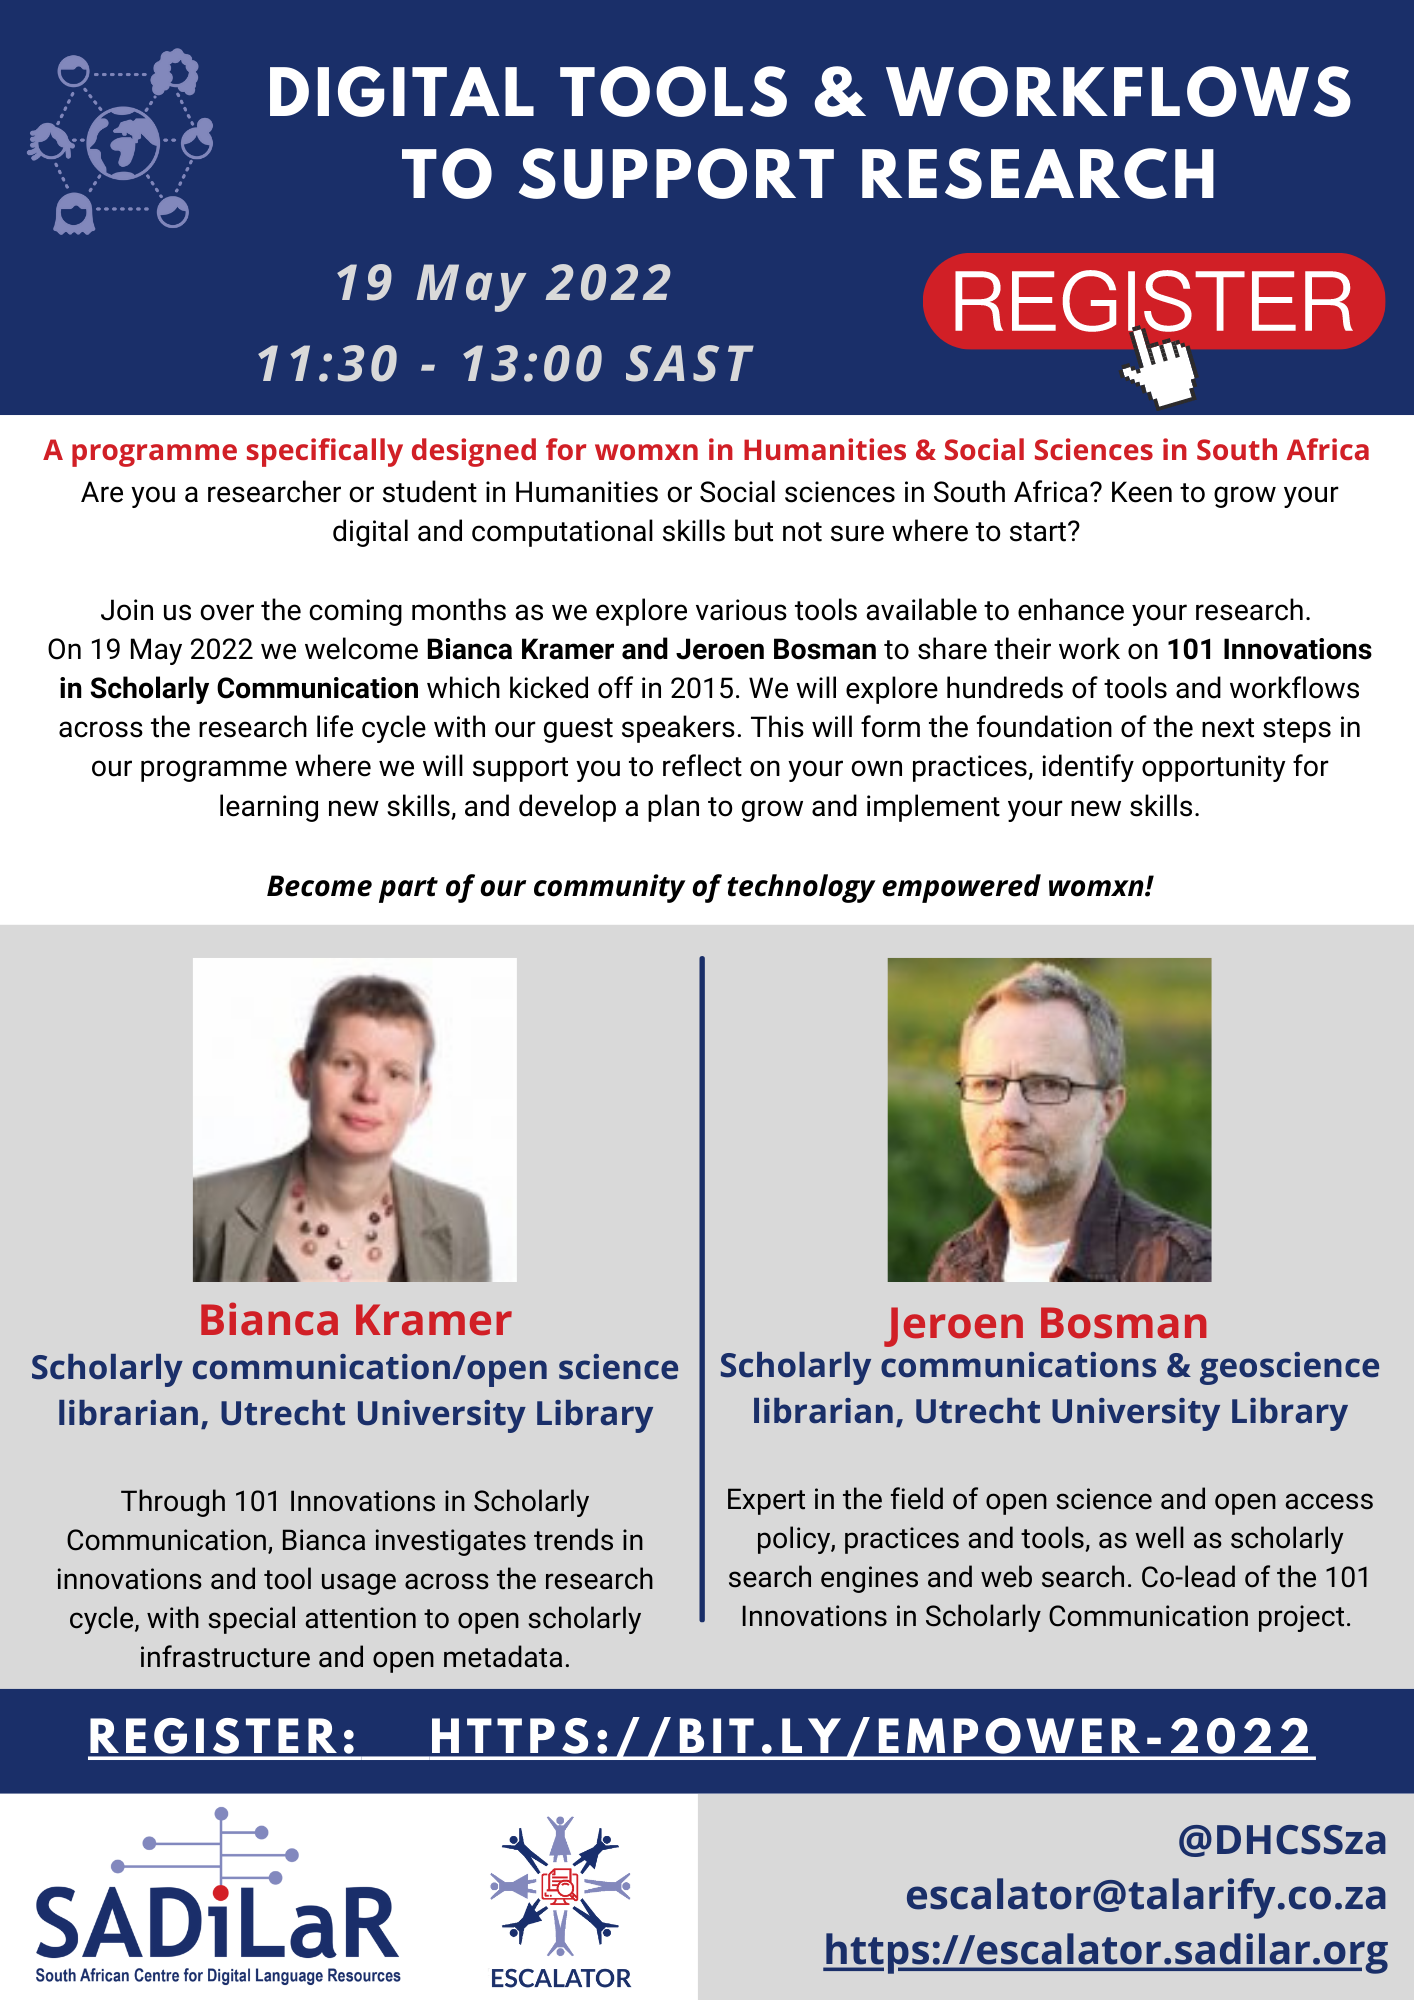 DIGITAL TOOLS & WORKFLOWS
TO SUPPORT RESEARCH
19 May 2022
11:30 - 13:00 SAST
REGISTER
A programme specifically designed for womxn in Humanities & Social Sciences in South Africa
Are you a researcher or student in Humanities or Social sciences in South Africa? Keen to grow your
digital and computational skills but not sure where to start?
Join us over the coming months as we explore various tools available to enhance your research.
On 19 May 2022 we welcome Bianca Kramer and Jeroen Bosman to share their work on 101 Innovations
in Scholarly Communication which kicked off in 2015. We will explore hundreds of tools and workflows
across the research life cycle with our guest speakers. This will form the foundation of the next steps in
our programme where we will support you to reflect on your own practices, identify opportunity for
learning new skills, and develop a plan to grow and implement your new skills.
Become part of our community of technology empowered womxn!
Bianca Kramer
Scholarly communication/open science
librarian, Utrecht University Library
Through 101 Innovations in Scholarly
Communication, Bianca investigates trends in
innovations and tool usage across the research
cycle, with special attention to open scholarly
infrastructure and open metadata.
Jeroen Bosman
Scholarly communications & geoscience
librarian, Utrecht University Library
Expert in the field of open science and open access
policy, practices and tools, as well as scholarly
search engines and web search. Co-lead of the 101
Innovations in Scholarly Communication project.
REGISTER: HTTPS://BIT.LY/EMPOWER-2022
SADiLaR
South African Centre for Digital Language Resources
ESCALATOR
@DHCSSza
escalator@talarify.co.za
https://escalator.sadilar.org